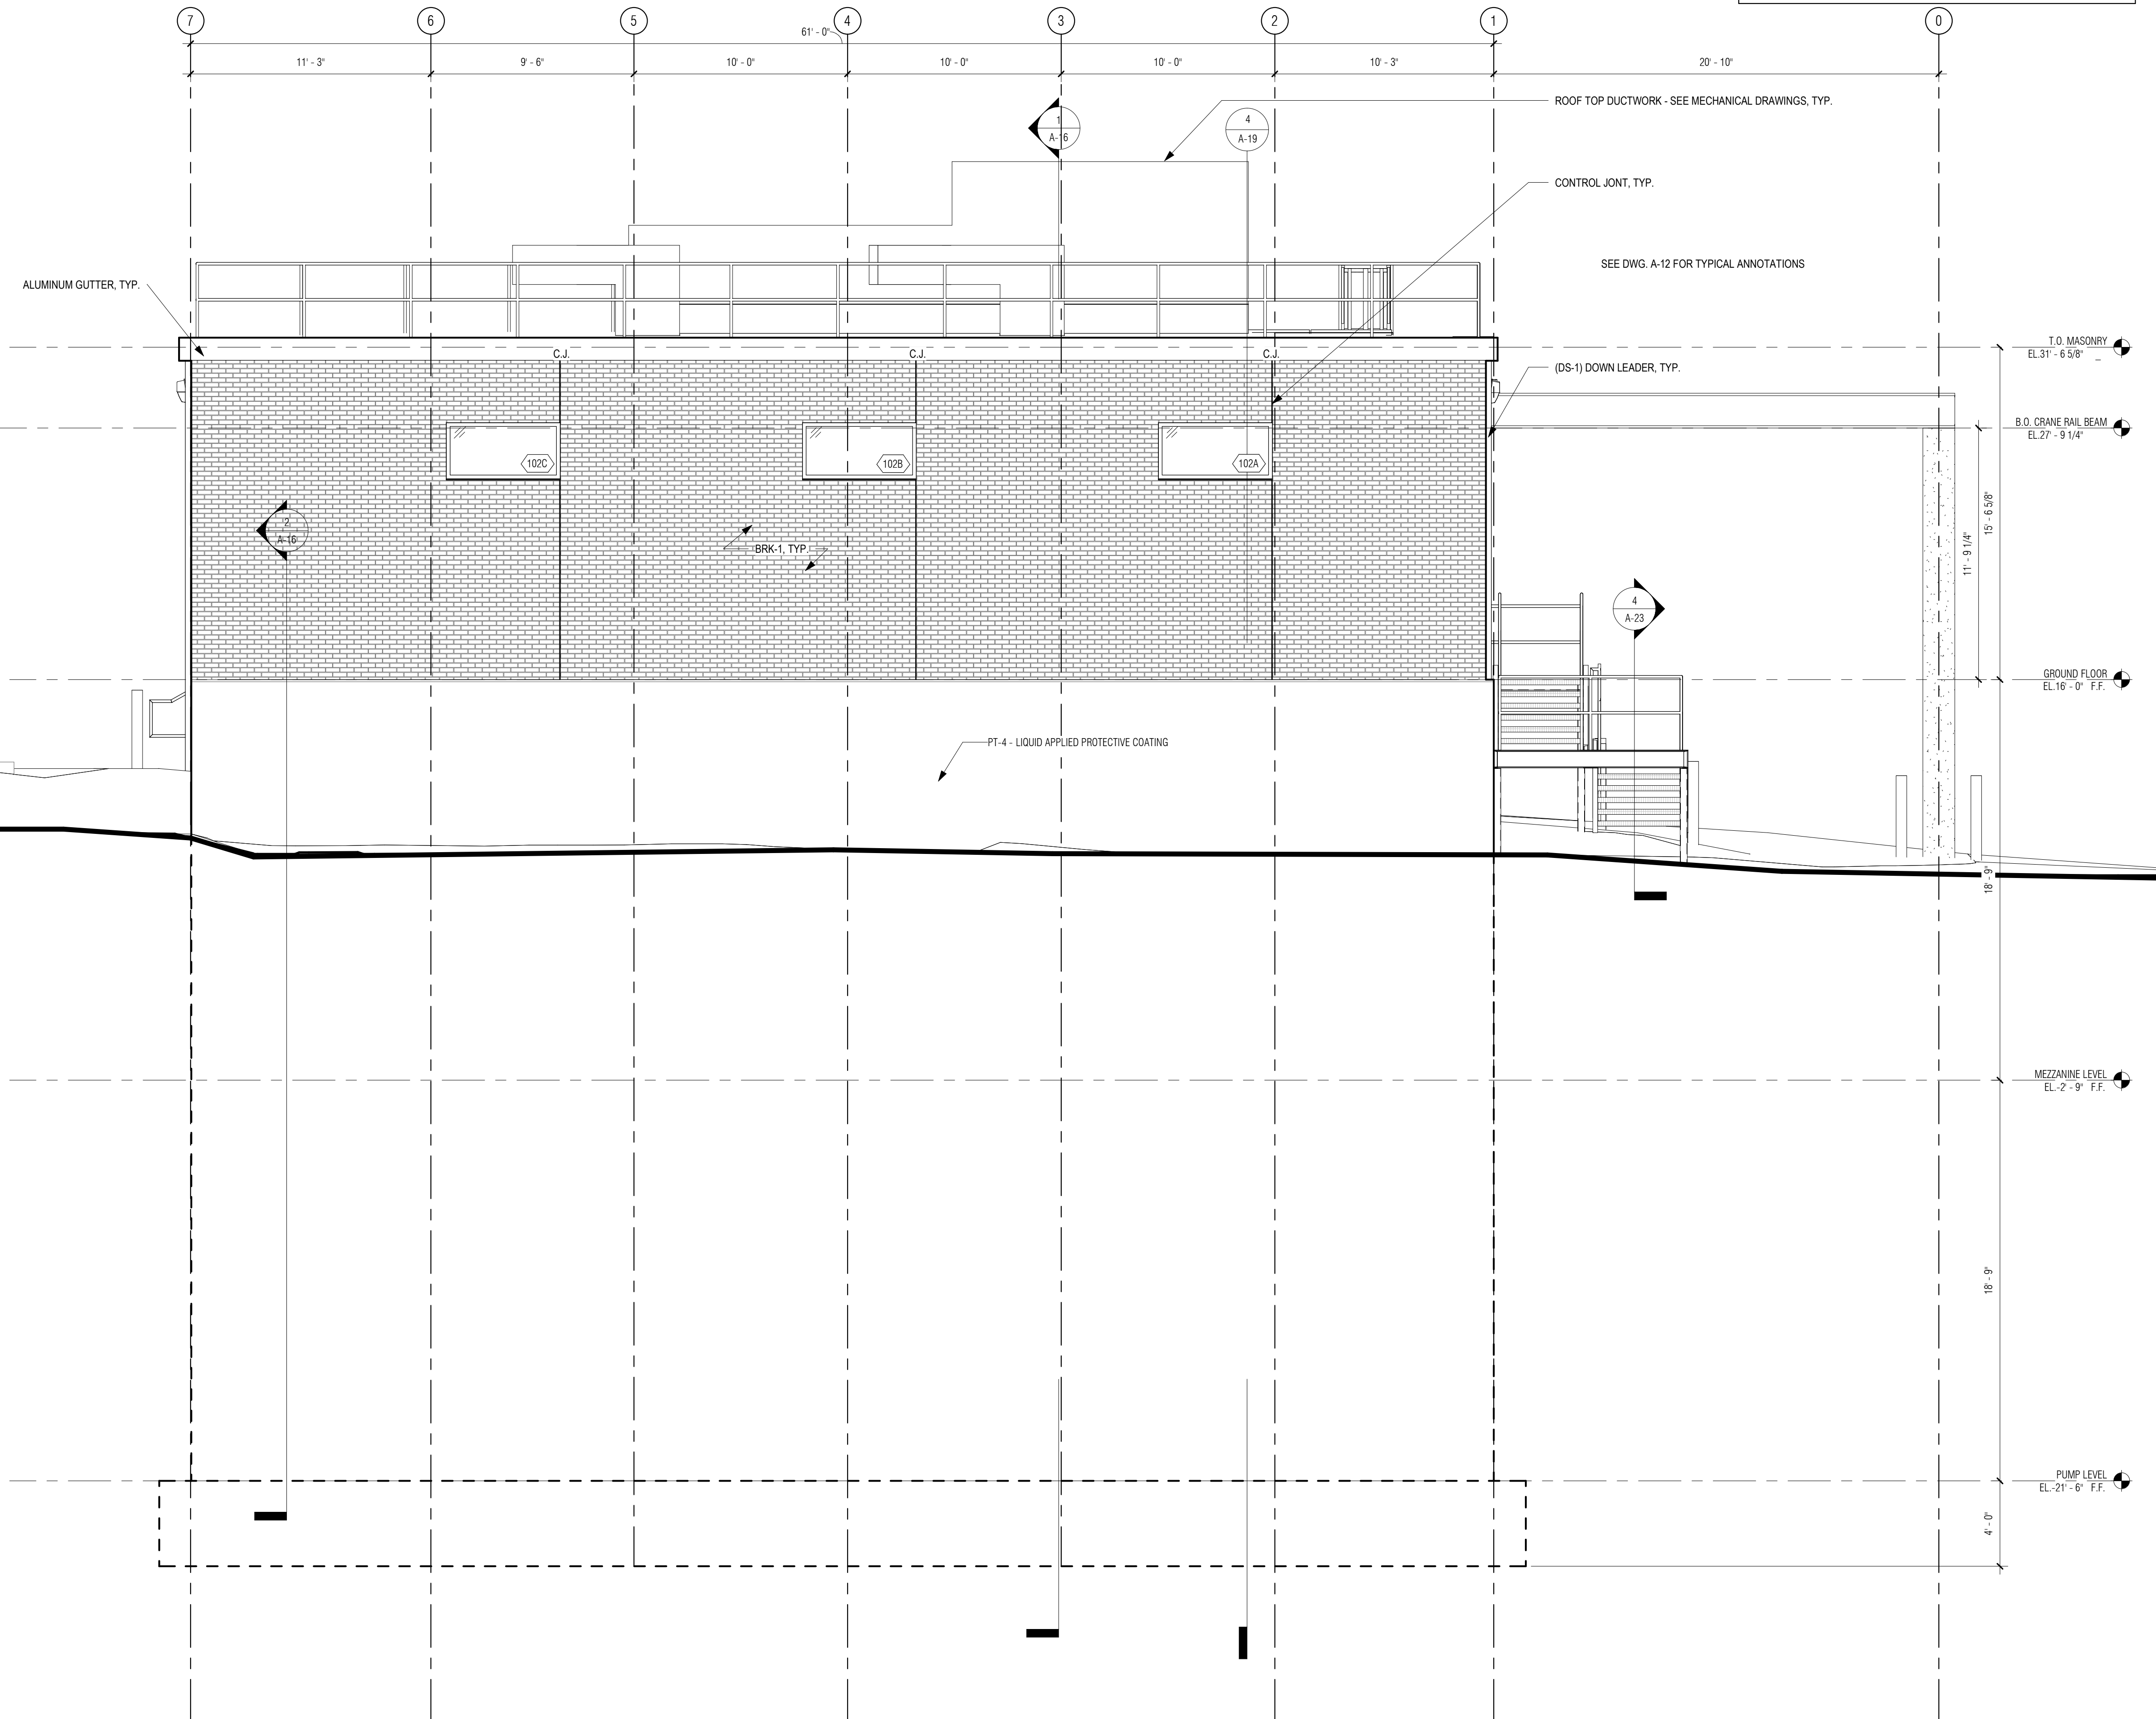 7 6 5 4 3 2 1 0
61' - 0"
11' - 3" 9' - 6" 10' - 0" 10' - 0" 10' - 0" 10' - 3" 20' - 10"
ROOF TOP DUCTWORK - SEE MECHANICAL DRAWINGS, TYP.
1
A-16
4
A-19
CONTROL JONT, TYP.
SEE DWG. A-12 FOR TYPICAL ANNOTATIONS
ALUMINUM GUTTER, TYP.
C.J. C.J. C.J.
T.O. MASONRY
EL.31' - 6 5/8"
(DS-1) DOWN LEADER, TYP.
B.O. CRANE RAIL BEAM
EL.27' - 9 1/4"
102C 102B 102A
2
A-16
BRK-1, TYP.
15' - 6 5/8"
11' - 9 1/4"
4
A-23
GROUND FLOOR
EL.16' - 0" F.F.
PT-4 - LIQUID APPLIED PROTECTIVE COATING
18' - 9"
MEZZANINE LEVEL
EL.-2' - 9" F.F.
18' - 9"
PUMP LEVEL
EL.-21' - 6" F.F.
4' - 0"